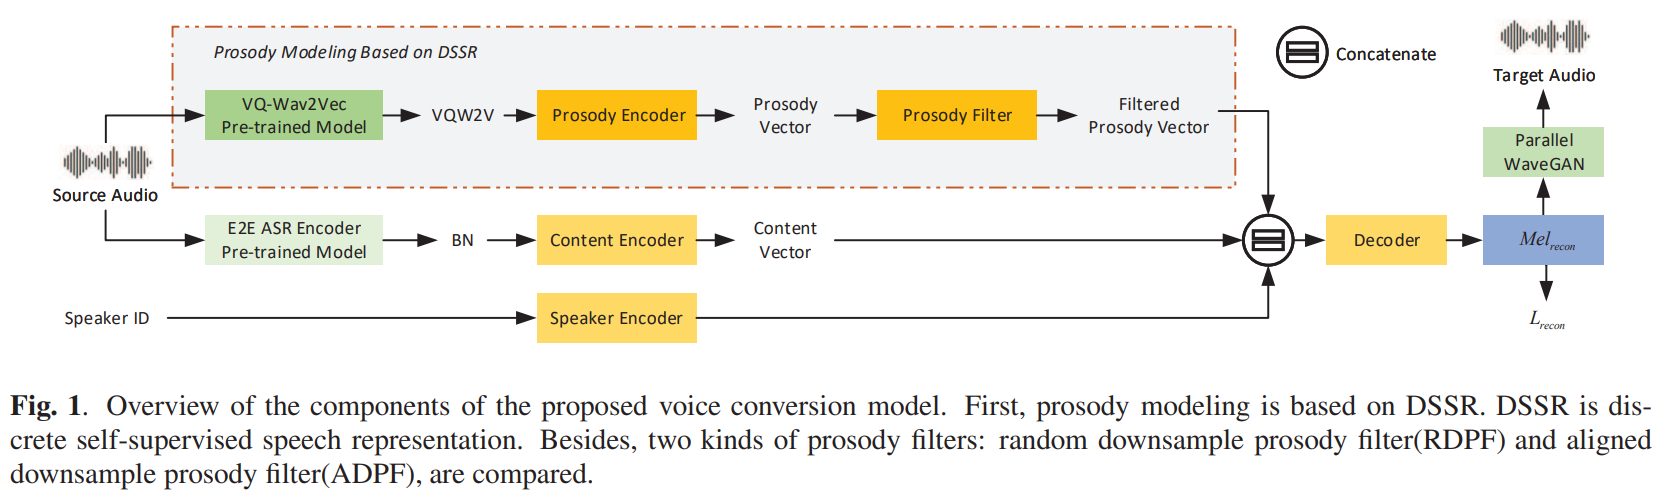 Prosody Modeling Based on DSSR
Concatenate
Target Audio
VQ-Wav2Vec
Pre-trained Model
VQW2V
Prosody Encoder
Prosody
Vector
Prosody Filter
Filtered
Prosody Vector
Parallel
WaveGAN
Source Audio
E2E ASR Encoder
Pre-trained Model
BN
Content Encoder
Content
Vector
Decoder
Mel recon
Speaker ID
Speaker Encoder
L recon
Fig. 1. Overview of the components of the proposed voice conversion model. First, prosody modeling is based on DSSR. DSSR is dis-
crete self-supervised speech representation. Besides, two kinds of prosody filters: random downsample prosody filter(RDPF) and aligned
downsample prosody filter(ADPF), are compared.